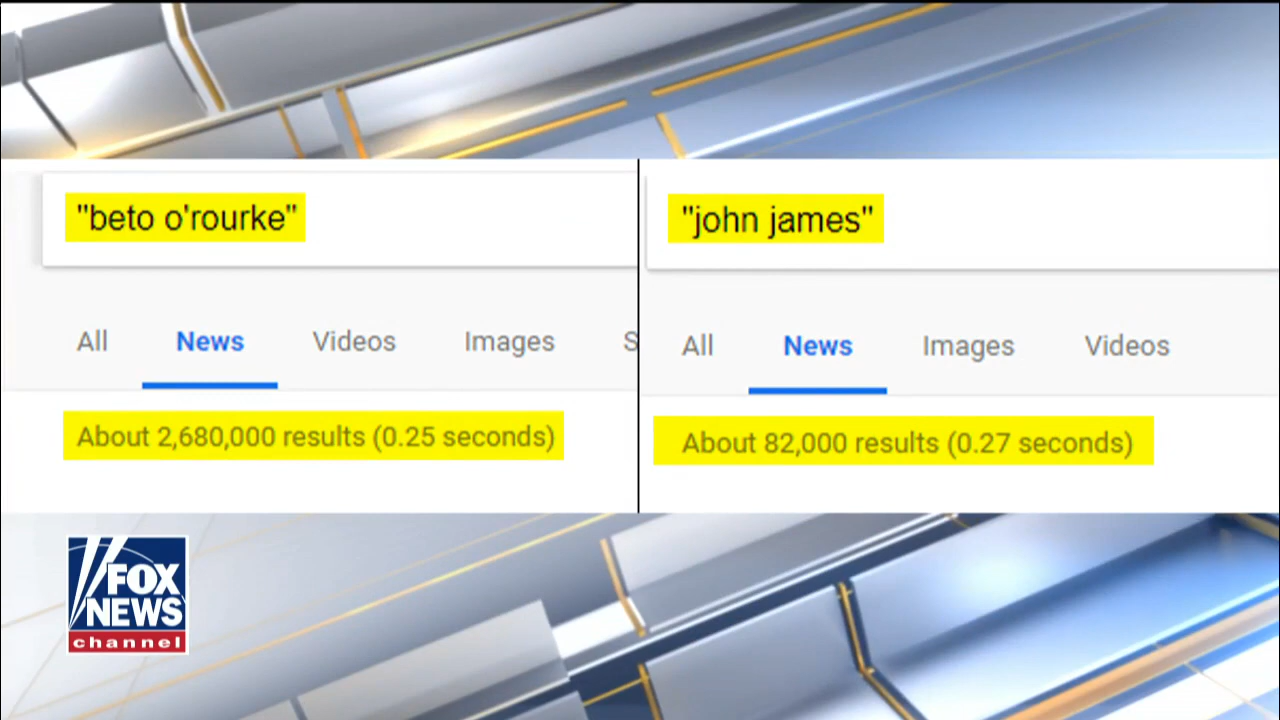 "beto o'rourke"
All News Videos Images S
About 2,680,000 results (0.25 seconds)
"john james"
All News Images Videos
About 82,000 results (0.27 seconds)
FOX
NEWS
channel